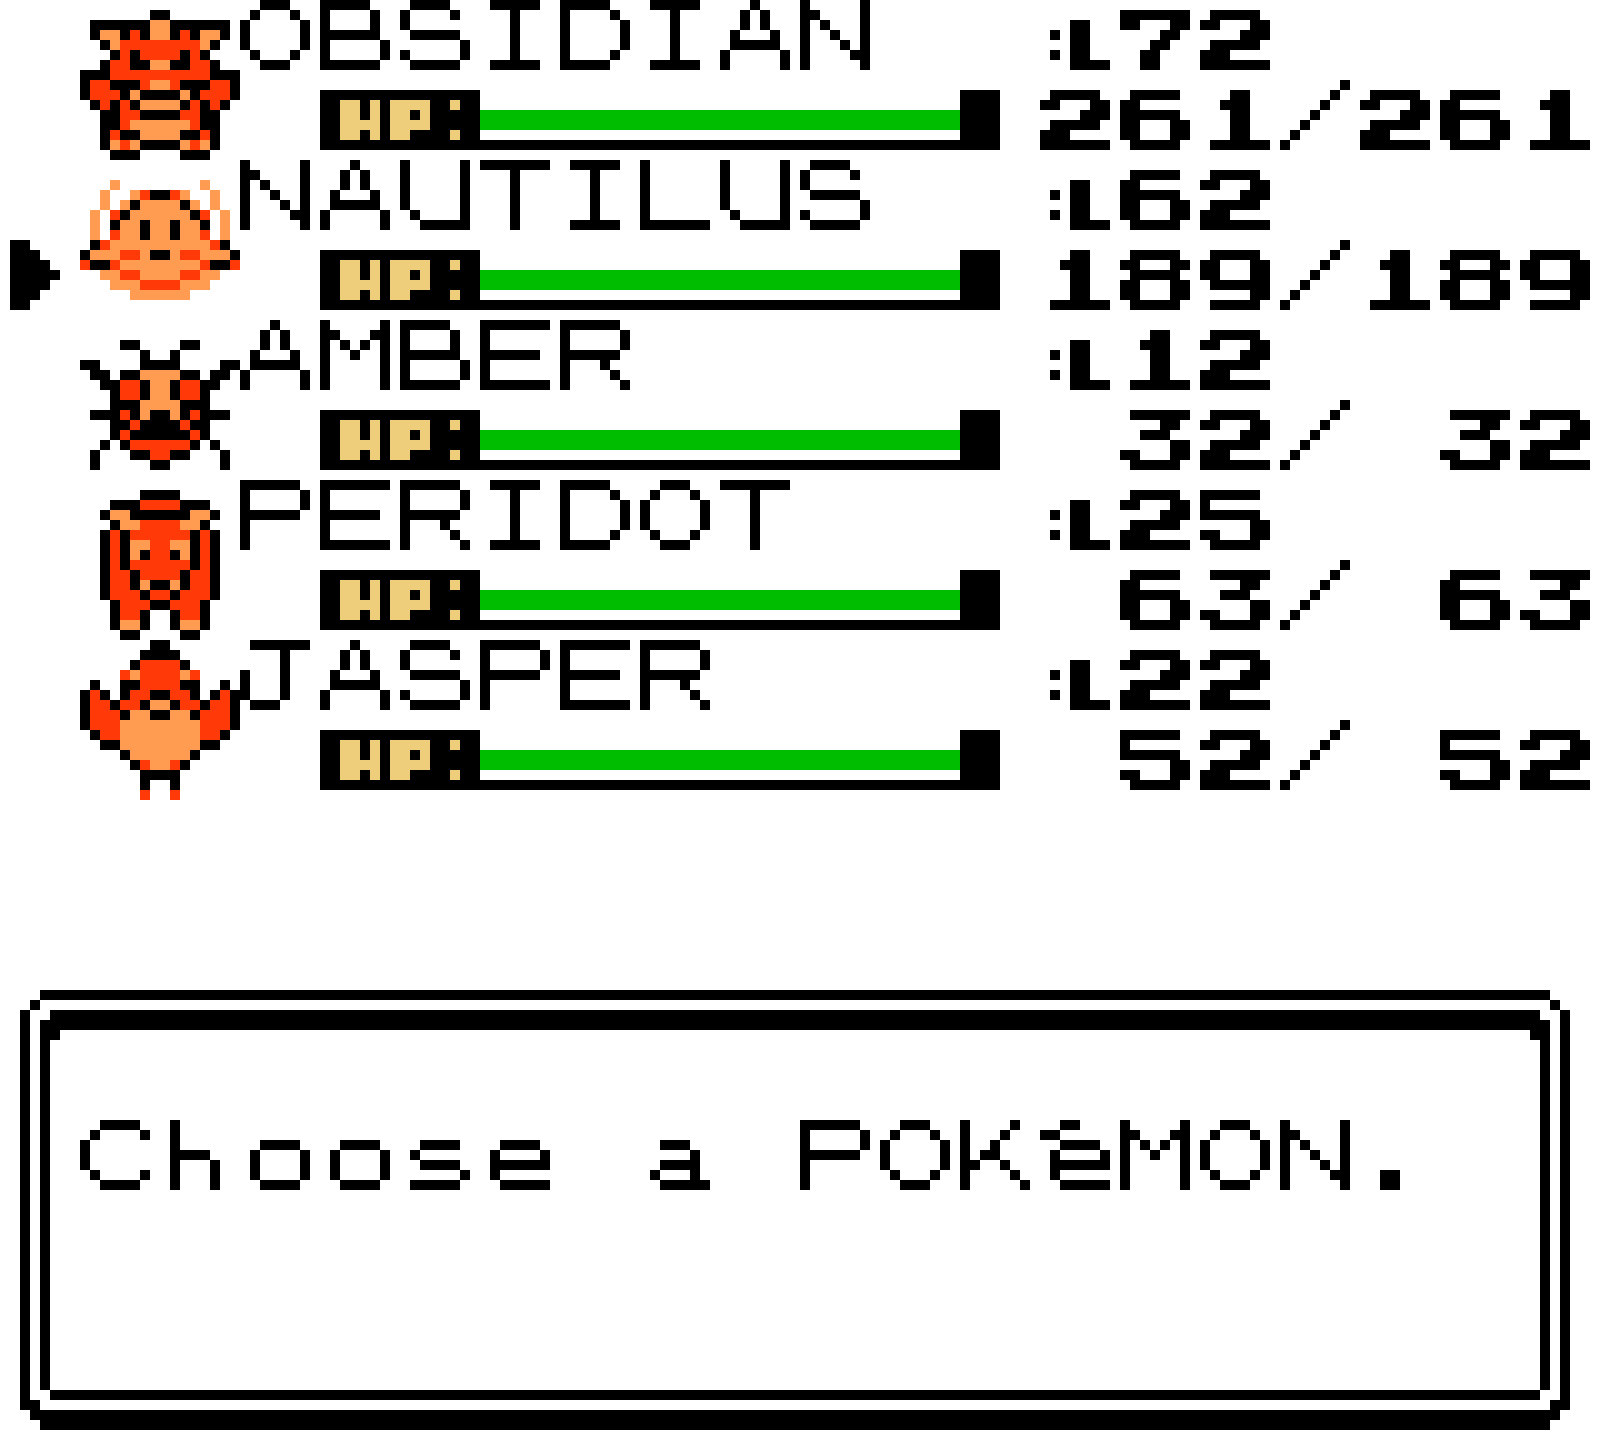 OBSIDIAN :L72
HP: 261/261
NAUTILUS :L62
HP: 189/189
AMBER :L12
HP: 32/ 32
PERIDOT :L25
HP: 63/ 63
JASPER :L22
HP: 52/ 52
Choose a POKéMON.